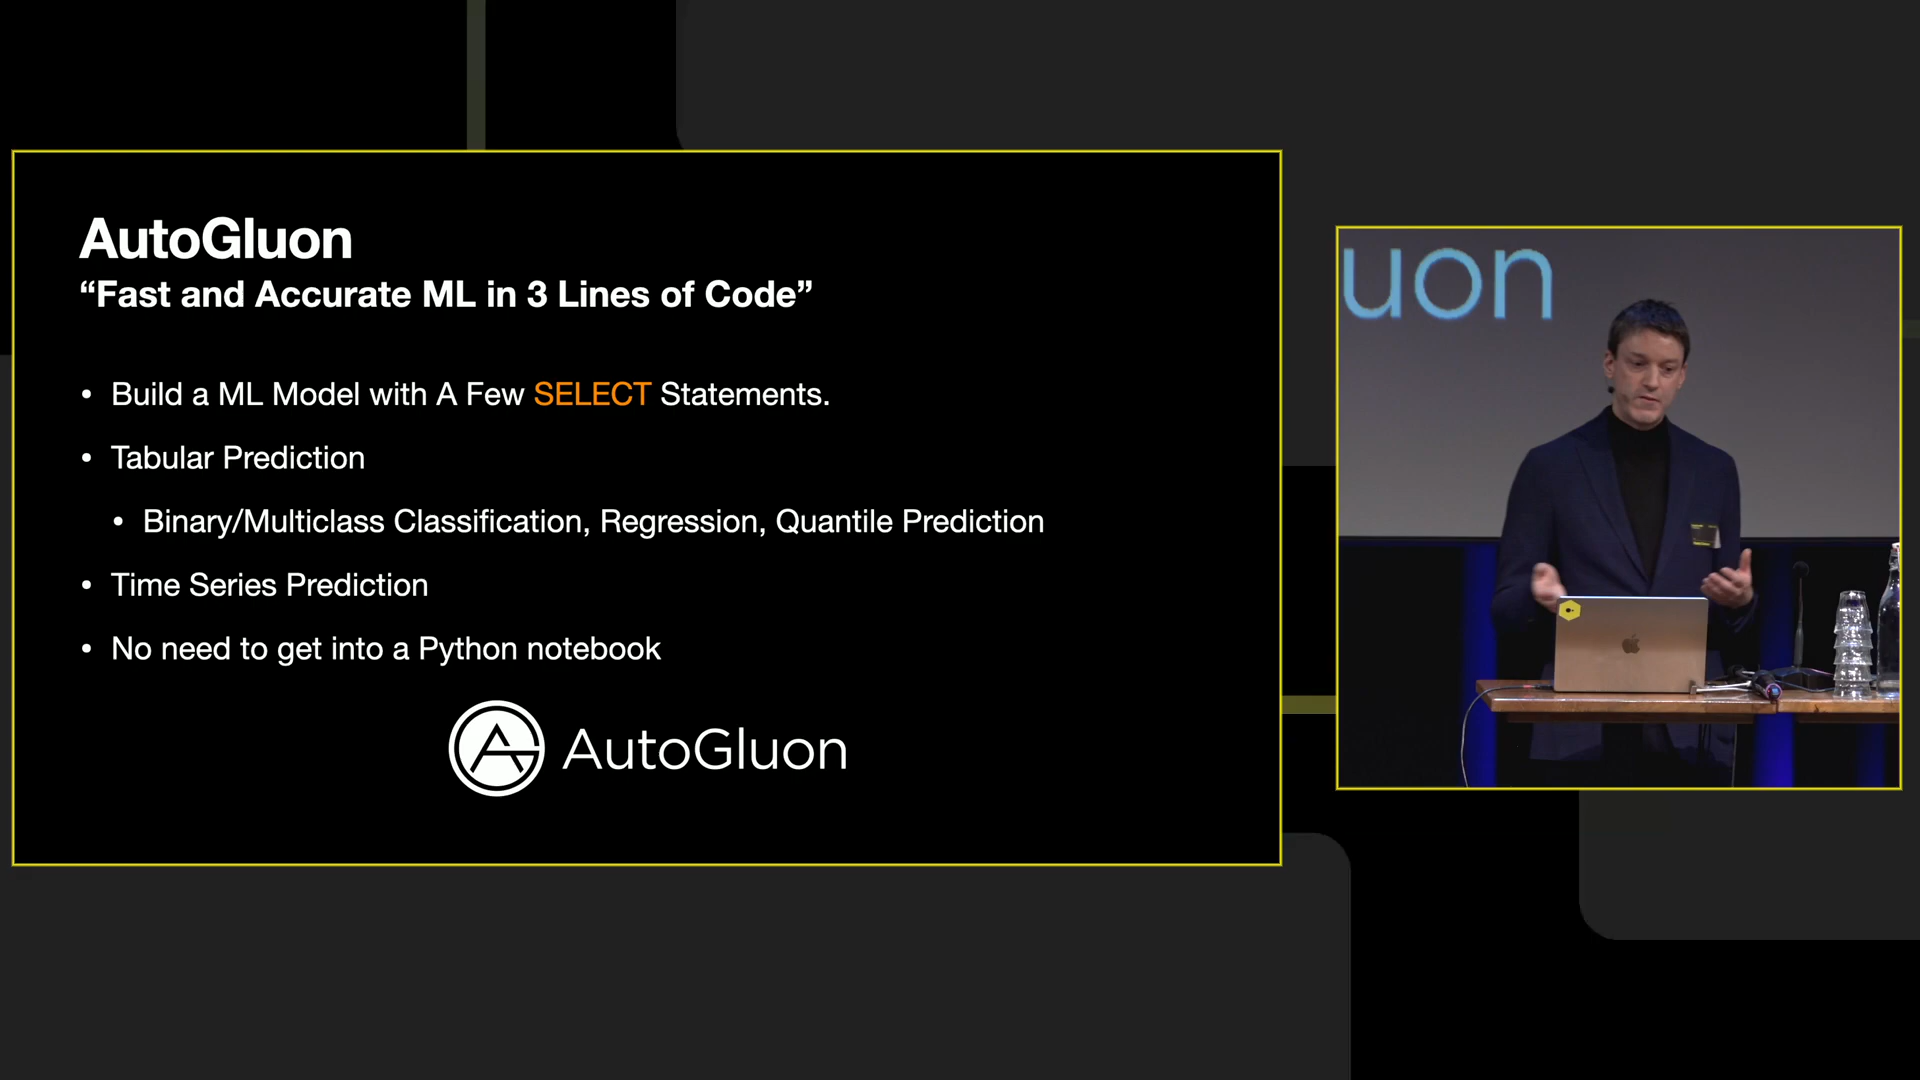 AutoGluon
“Fast and Accurate ML in 3 Lines of Code”
• Build a ML Model with A Few SELECT Statements.
• Tabular Prediction
• Binary/Multiclass Classification, Regression, Quantile Prediction
• Time Series Prediction
• No need to get into a Python notebook
AutoGluon
uon